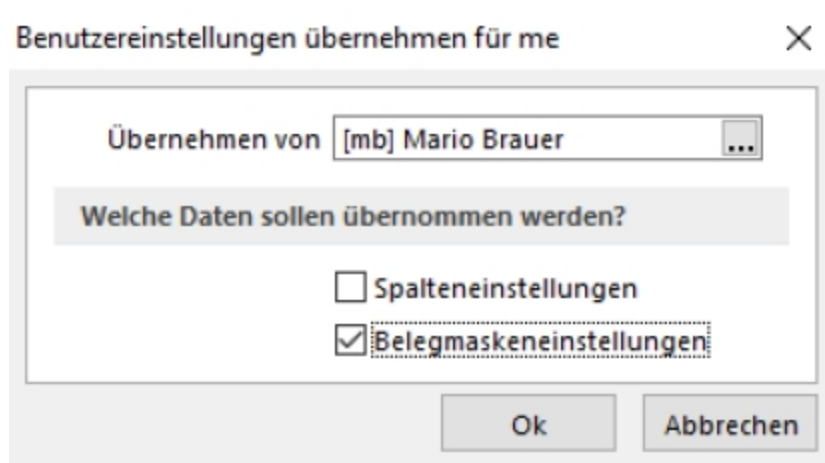 Benutzereinstellungen übernehmen für me
Übernehmen von [mb] Mario Brauer ...
Welche Daten sollen übernommen werden?
Spalteneinstellungen
Belegmaskeneinstellungen
Ok Abbrechen